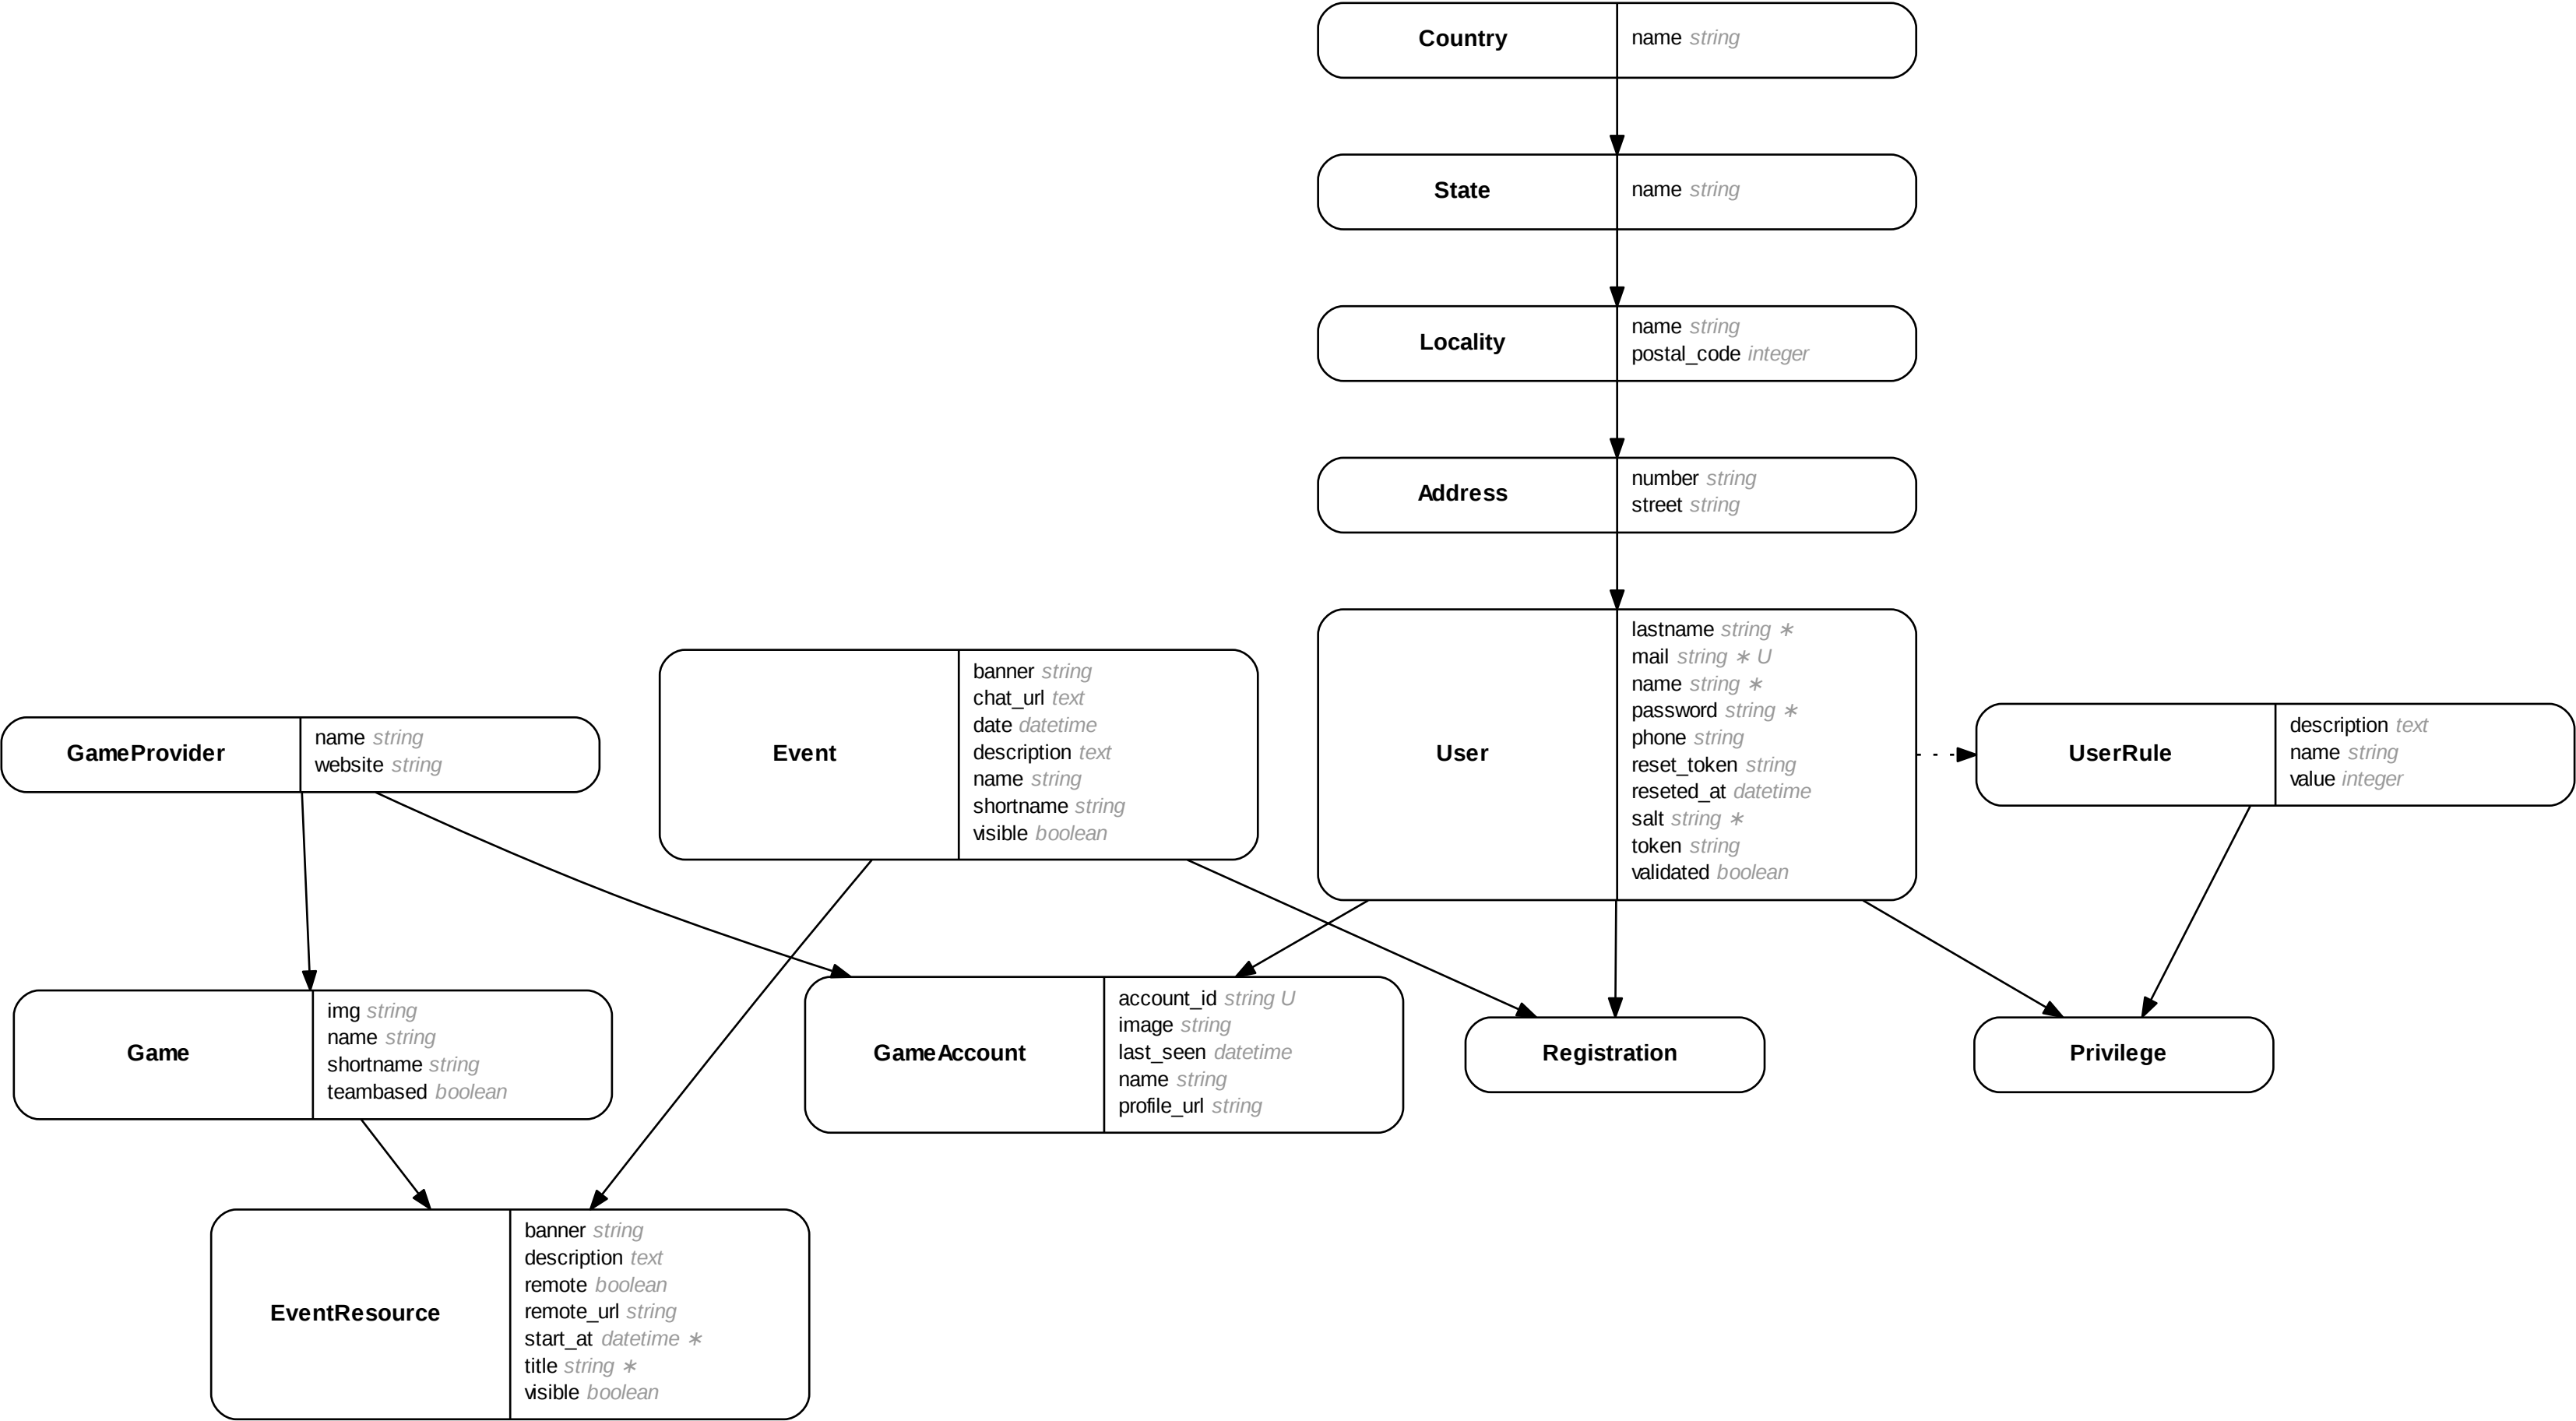 Country
name string
State
name string
Locality
name string
postal_code integer
Address
number string
street string
User
lastname string ∗
mail string ∗ U
name string ∗
password string ∗
phone string
reset_token string
reseted_at datetime
salt string ∗
token string
validated boolean
Event
banner string
chat_url text
date datetime
description text
name string
shortname string
visible boolean
GameProvider
name string
website string
UserRule
description text
name string
value integer
Game
img string
name string
shortname string
teambased boolean
GameAccount
account_id string U
image string
last_seen datetime
name string
profile_url string
Registration
Privilege
EventResource
banner string
description text
remote boolean
remote_url string
start_at datetime ∗
title string ∗
visible boolean